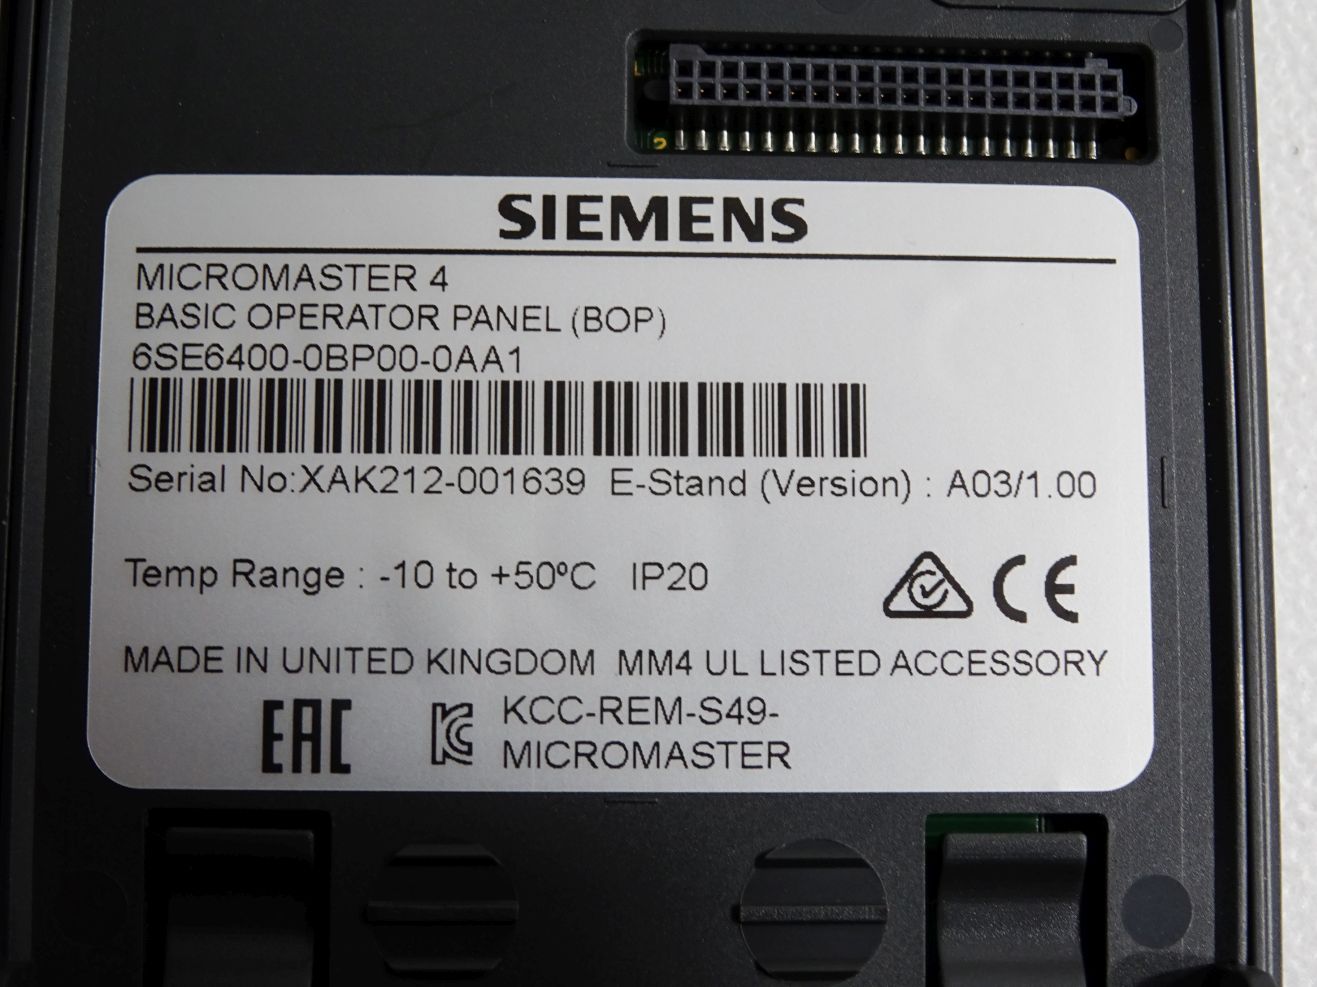 SIEMENS
MICROMASTER 4
BASIC OPERATOR PANEL (BOP)
6SE6400-0BP00-0AA1
Serial No:XAK212-001639 E-Stand (Version) : A03/1.00
Temp Range : -10 to +50ºC IP20
CE
MADE IN UNITED KINGDOM MM4 UL LISTED ACCESSORY
EAC KC KCC-REM-S49-
MICROMASTER
2